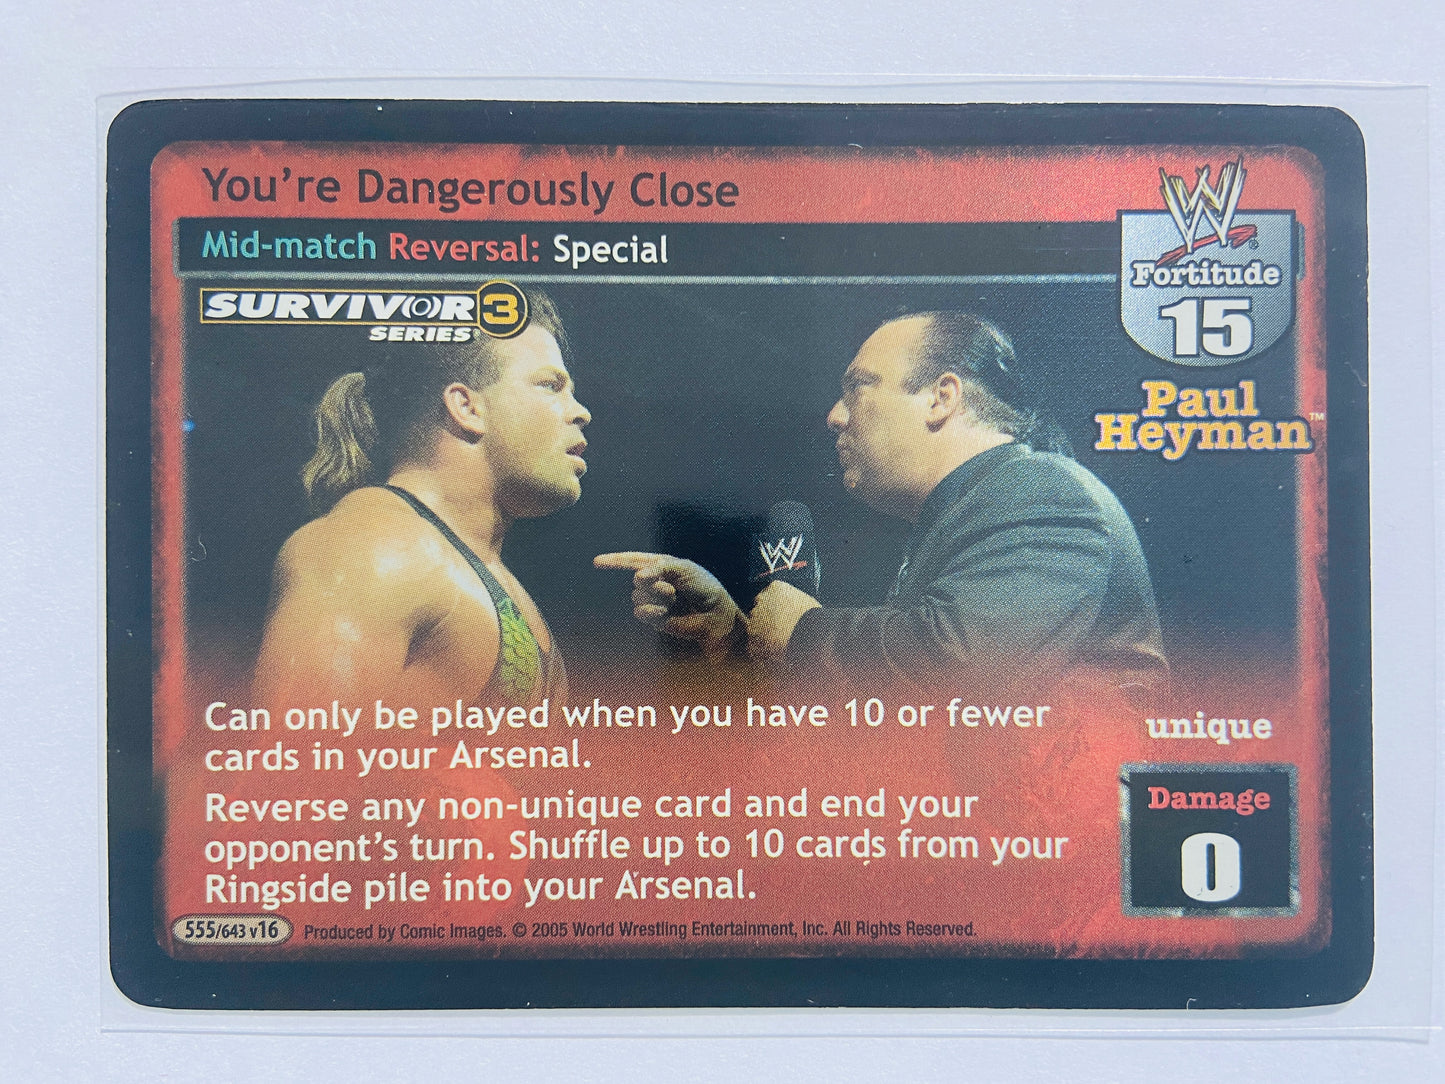 You're Dangerously Close
Mid-match Reversal: Special
SURVIVOR 3
SERIES®
W®
Fortitude
15
Paul
Heyman™
W
Can only be played when you have 10 or fewer
cards in your Arsenal.
Reverse any non-unique card and end your
opponent's turn. Shuffle up to 10 cards from your
Ringside pile into your Arsenal.
unique
Damage
0
555/643 v16
Produced by Comic Images. © 2005 World Wrestling Entertainment, Inc. All Rights Reserved.